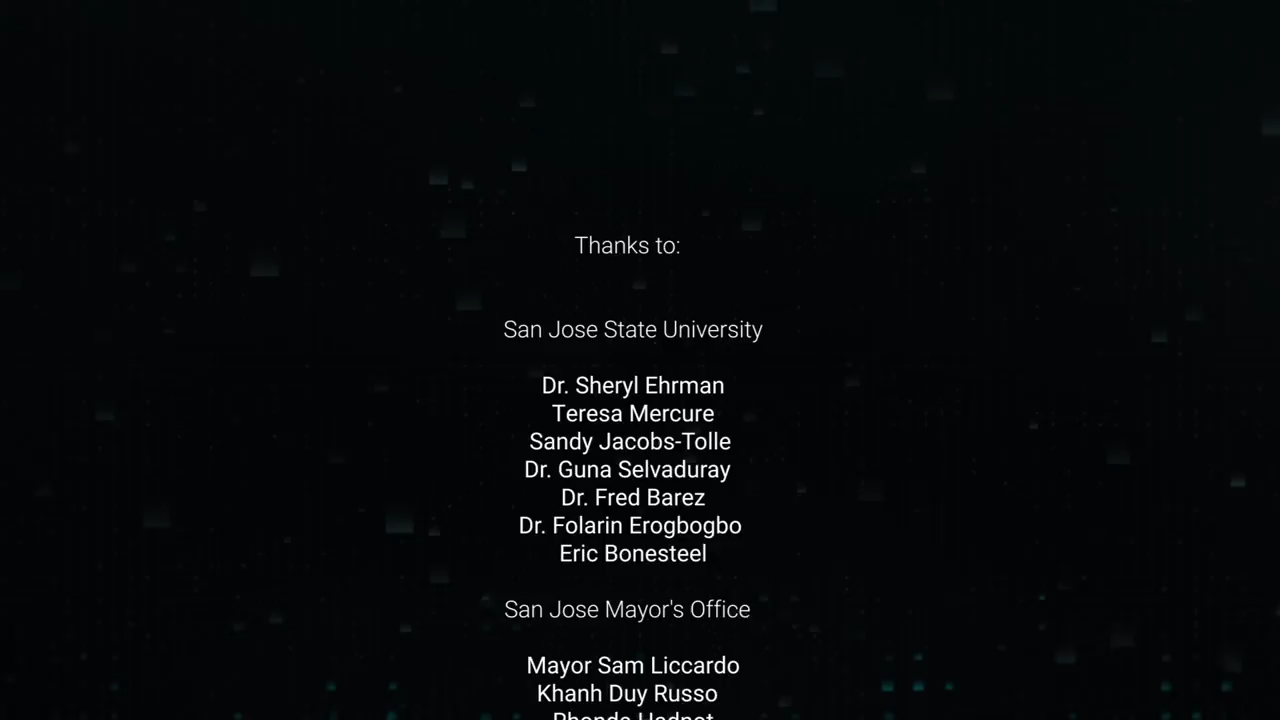 Thanks to:
San Jose State University
Dr. Sheryl Ehrman
Teresa Mercure
Sandy Jacobs-Tolle
Dr. Guna Selvaduray
Dr. Fred Barez
Dr. Folarin Erogbogbo
Eric Bonesteel
San Jose Mayor's Office
Mayor Sam Liccardo
Khanh Duy Russo